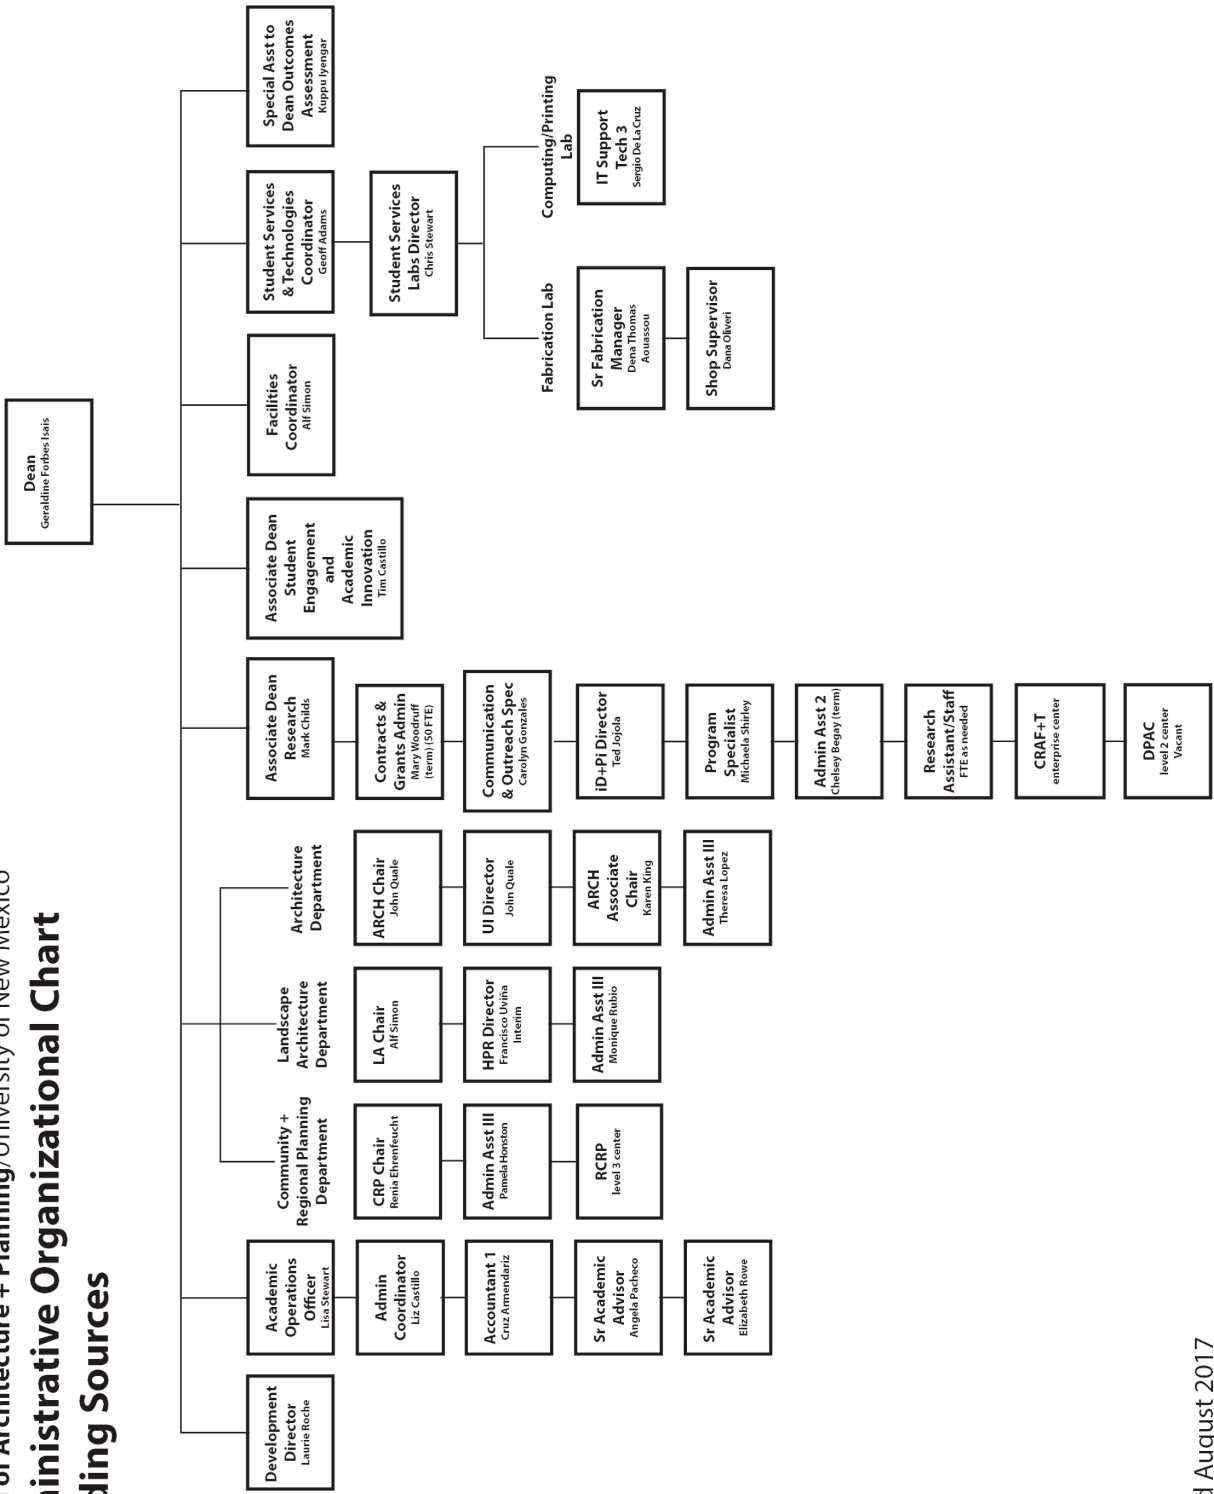 of Architecture + Planning/University of New Mexico
ministrative Organizational Chart
ding Sources
Dean
Geraldine Forbes Isais
Development
Director
Laurie Roche
Academic
Operations
Officer
Lisa Stewart
Admin
Coordinator
Liz Castillo
Accountant 1
Cruz Armendariz
Sr Academic
Advisor
Angela Pacheco
Sr Academic
Advisor
Elizabeth Rowe
Community +
Regional Planning
Department
CRP Chair
Renia Ehrenfeucht
Admin Asst III
Pamela Honston
RCRP
level 3 center
Landscape
Architecture
Department
LA Chair
Alf Simon
HPR Director
Francisco Uviña
Interim
Admin Asst III
Monique Rubio
Architecture
Department
ARCH Chair
John Quale
UI Director
John Quale
ARCH
Associate
Chair
Karen King
Admin Asst III
Theresa Lopez
Associate Dean
Research
Mark Childs
Contracts &
Grants Admin
Mary Woodruff
(term) (50 FTE)
Communication
& Outreach Spec
Carolyn Gonzales
iD+Pi Director
Ted Jojola
Program
Specialist
Michaela Shirley
Admin Asst 2
Chelsey Begay (term)
Research
Assistant/Staff
FTE as needed
CRAF+T
enterprise center
DPAC
level 2 center
Vacant
Associate Dean
Student
Engagement
and
Academic
Innovation
Tim Castillo
Facilities
Coordinator
Alf Simon
Student Services
& Technologies
Coordinator
Geoff Adams
Student Services
Labs Director
Chris Stewart
Fabrication Lab
Sr Fabrication
Manager
Dena Thomas
Aouassou
Shop Supervisor
Dana Oliveri
Computing/Printing
Lab
IT Support
Tech 3
Sergio De La Cruz
Special Asst to
Dean Outcomes
Assessment
Kuppu Iyengar
d August 2017